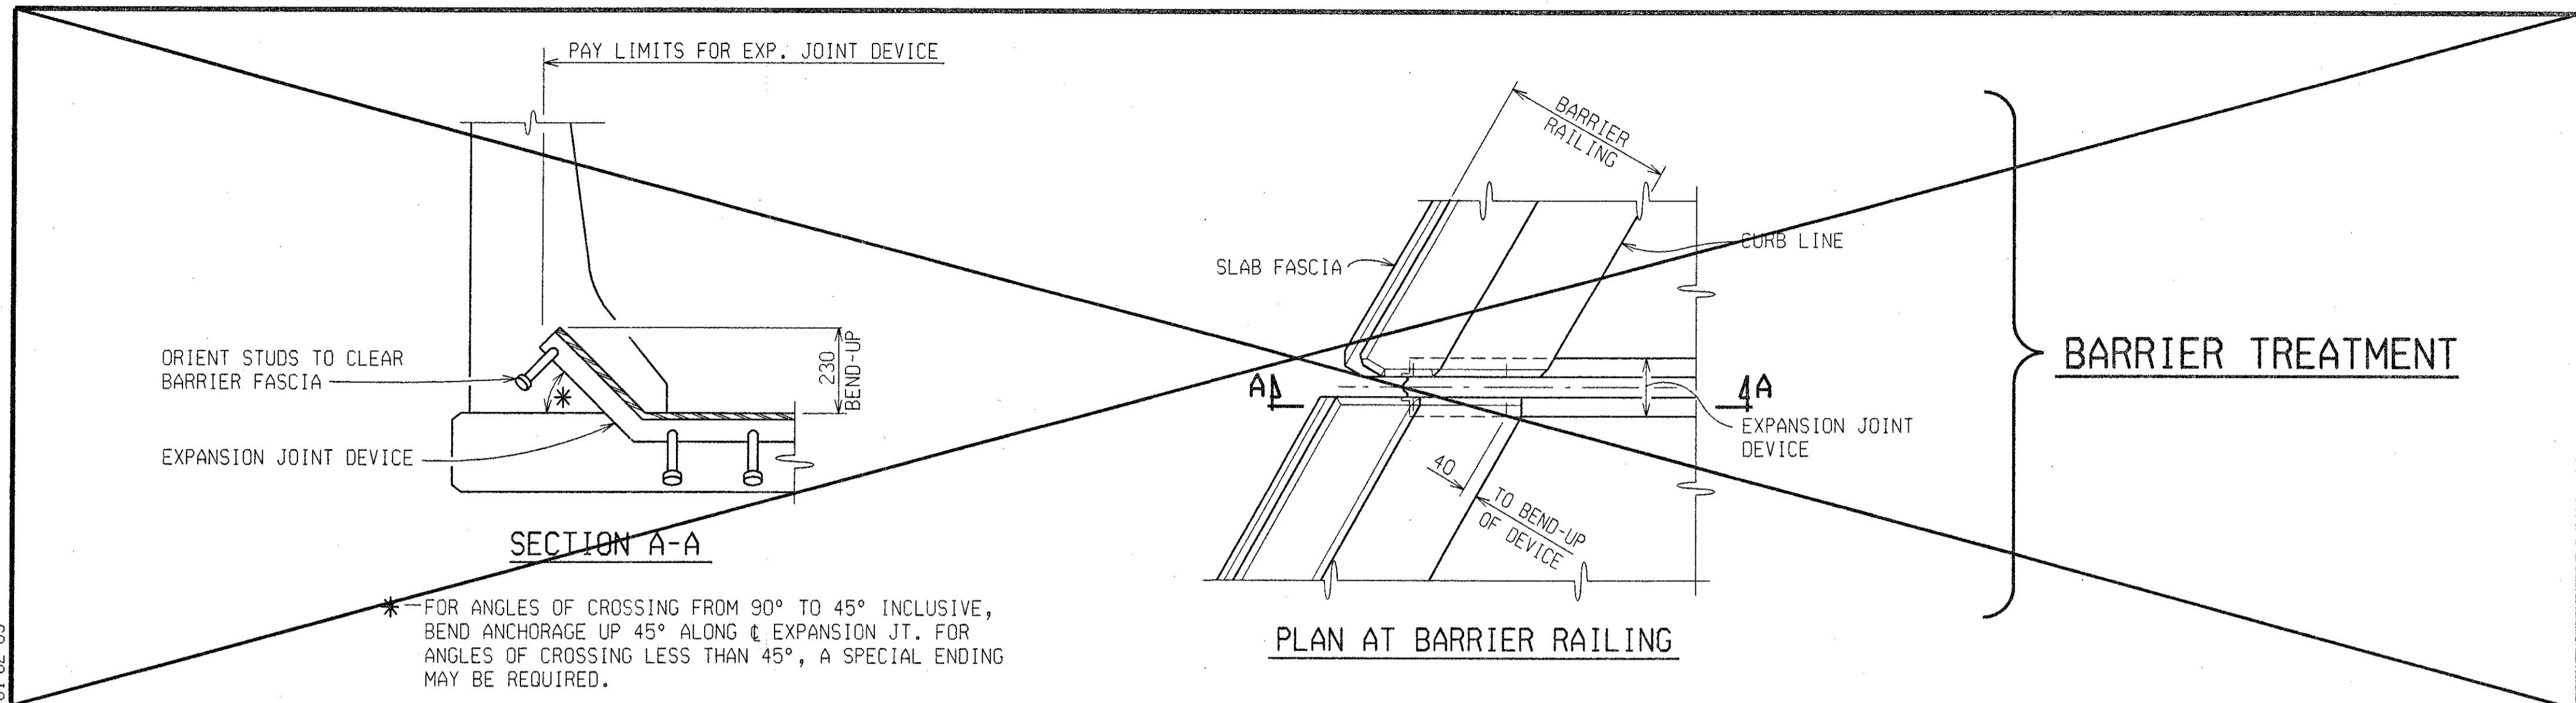 PAY LIMITS FOR EXP. JOINT DEVICE
ORIENT STUDS TO CLEAR
BARRIER FASCIA
*
230
BEND-UP
EXPANSION JOINT DEVICE
SECTION A-A
* FOR ANGLES OF CROSSING FROM 90° TO 45° INCLUSIVE,
BEND ANCHORAGE UP 45° ALONG ℄ EXPANSION JT. FOR
ANGLES OF CROSSING LESS THAN 45°, A SPECIAL ENDING
MAY BE REQUIRED.
BARRIER
RAILING
CURB LINE
SLAB FASCIA
A
A
EXPANSION JOINT
DEVICE
40
TO BEND-UP
OF DEVICE
PLAN AT BARRIER RAILING
BARRIER TREATMENT